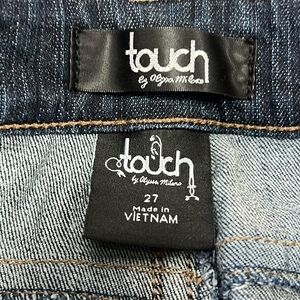 touch
by Alyssa Milano
touch
by Alyssa Milano
27
Made in
VIETNAM